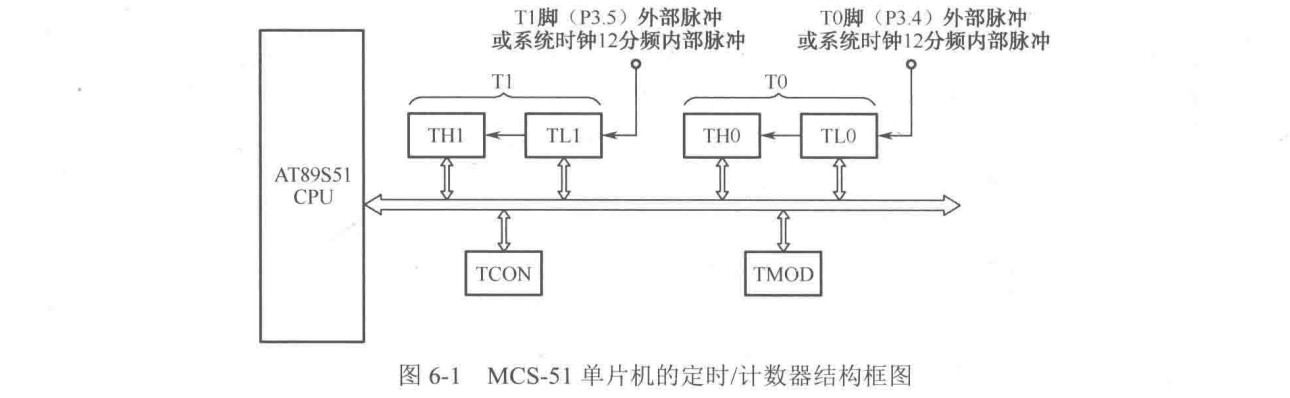 T1脚（P3.5）外部脉冲
或系统时钟12分频内部脉冲
T0脚（P3.4）外部脉冲
或系统时钟12分频内部脉冲
T1
T0
TH1
TL1
TH0
TL0
AT89S51
CPU
TCON
TMOD
图 6-1 MCS-51 单片机的定时/计数器结构框图